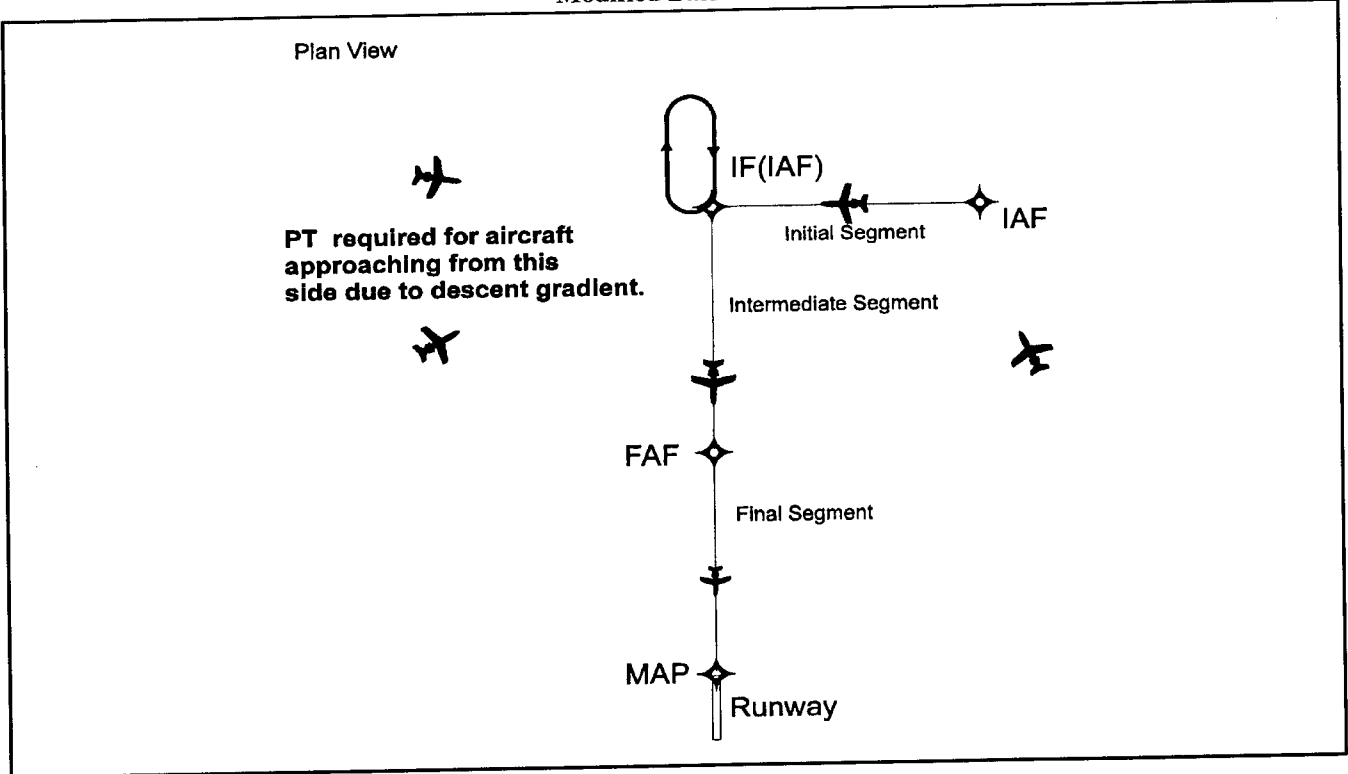 Plan View
IF(IAF)
IAF
Initial Segment
PT required for aircraft
approaching from this
side due to descent gradient.
Intermediate Segment
FAF
Final Segment
MAP
Runway